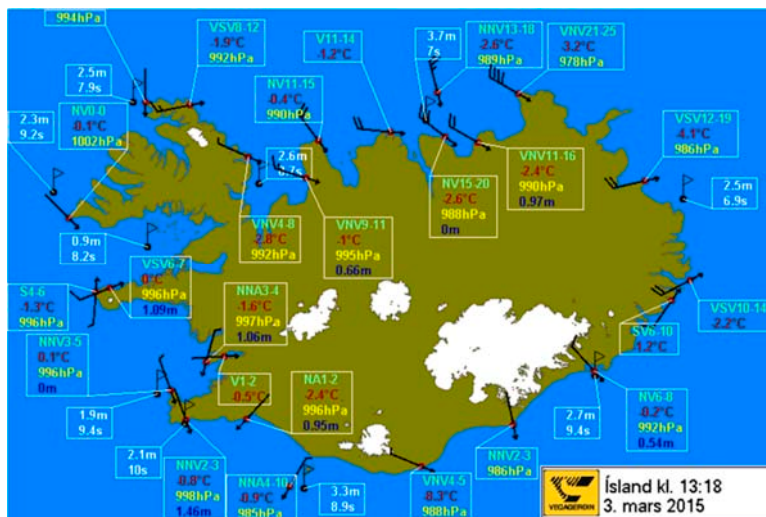 994hPa
VSV8-12
-1.9°C
992hPa
V11-14
-1.2°C
3.7m
7s
NNV13-18
-2.6°C
989hPa
VNV21-25
3.2°C
978hPa
2.5m
7.9s
NV11-15
-0.4°C
990hPa
NV0-0
-0.1°C
1002hPa
2.3m
9.2s
VSV12-19
-4.1°C
986hPa
2.6m
VNV11-16
-2.4°C
990hPa
0.97m
NV15-20
-2.6°C
988hPa
0m
2.5m
6.9s
VNV4-8
-2.8°C
992hPa
VNV9-11
-1°C
995hPa
0.66m
0.9m
8.2s
VSV6-7
0°C
996hPa
1.09m
S4-6
-1.3°C
996hPa
NNA3-4
-1.6°C
997hPa
1.06m
VSV10-14
-2.2°C
SV6-10
-1.2°C
NNV3-5
0.1°C
996hPa
0m
V1-2
-0.5°C
NA1-2
-2.4°C
996hPa
0.95m
NV6-8
-0.2°C
992hPa
0.54m
1.9m
9.4s
2.7m
9.4s
2.1m
10s
NNV2-3
-0.8°C
998hPa
1.46m
NNA4-10
-0.9°C
985hPa
3.3m
8.9s
VNV4-5
-8.3°C
988hPa
NNV2-3
986hPa
VEGAGERÐIN
Ísland kl. 13:18
3. mars 2015